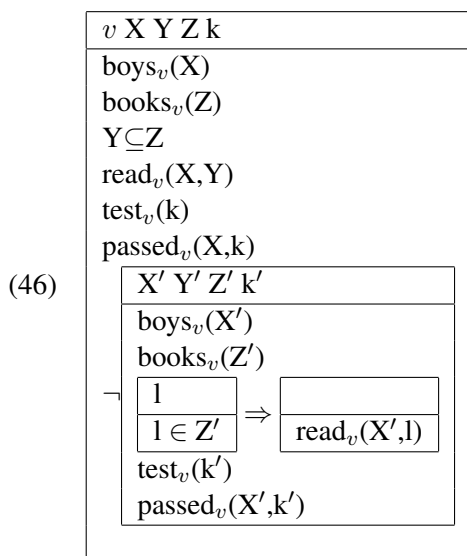 v X Y Z k
boys_v(X)
books_v(Z)
Y⊆Z
read_v(X,Y)
test_v(k)
passed_v(X,k)
(46)
X′ Y′ Z′ k′
boys_v(X′)
books_v(Z′)
¬
l
l ∈ Z′ ⇒ read_v(X′,l)
test_v(k′)
passed_v(X′,k′)